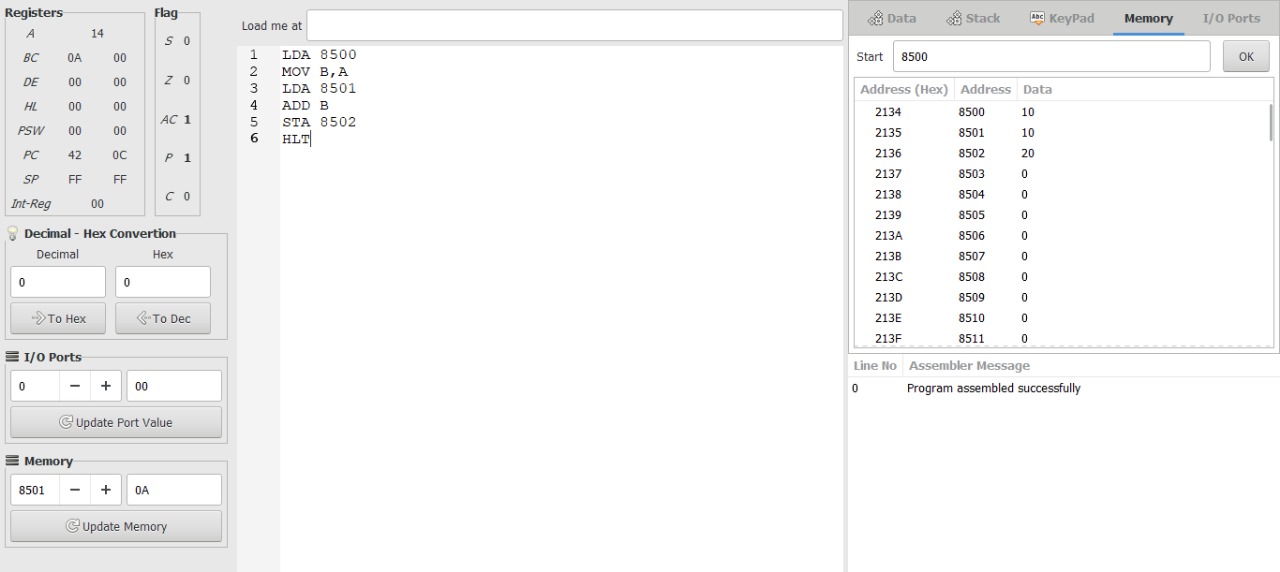 Registers
A 14
BC 0A 00
DE 00 00
HL 00 00
PSW 00 00
PC 42 0C
SP FF FF
Int-Reg 00
Flag
S 0
Z 0
AC 1
P 1
C 0
Decimal - Hex Convertion
Decimal Hex
0 0
To Hex To Dec
I/O Ports
0 − + 00
Update Port Value
Memory
8501 − + 0A
Update Memory
Load me at
1 LDA 8500
2 MOV B,A
3 LDA 8501
4 ADD B
5 STA 8502
6 HLT
Data Stack Abc KeyPad Memory I/O Ports
Start 8500 OK
Address (Hex) Address Data
2134 8500 10
2135 8501 10
2136 8502 20
2137 8503 0
2138 8504 0
2139 8505 0
213A 8506 0
213B 8507 0
213C 8508 0
213D 8509 0
213E 8510 0
213F 8511 0
Line No Assembler Message
0 Program assembled successfully